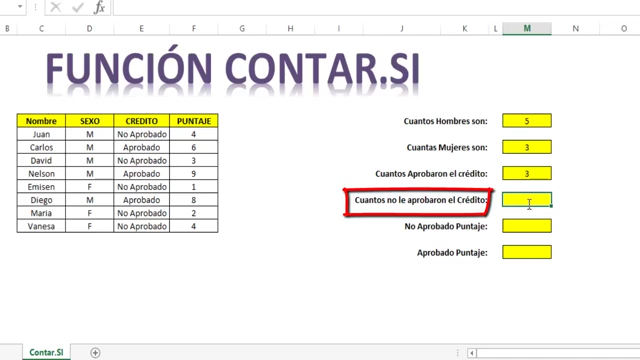 fx
B C D E F G H I J K L M N O
FUNCIÓN CONTAR.SI
Nombre SEXO CREDITO PUNTAJE
Juan M No Aprobado 4
Carlos M Aprobado 6
David M No Aprobado 3
Nelson M Aprobado 9
Emisen F No Aprobado 1
Diego M Aprobado 8
Maria F No Aprobado 2
Vanesa F No Aprobado 4
Cuantos Hombres son: 5
Cuantas Mujeres son: 3
Cuantos Aprobaron el crédito: 3
Cuantos no le aprobaron el Crédito:
No Aprobado Puntaje:
Aprobado Puntaje:
Contar.SI